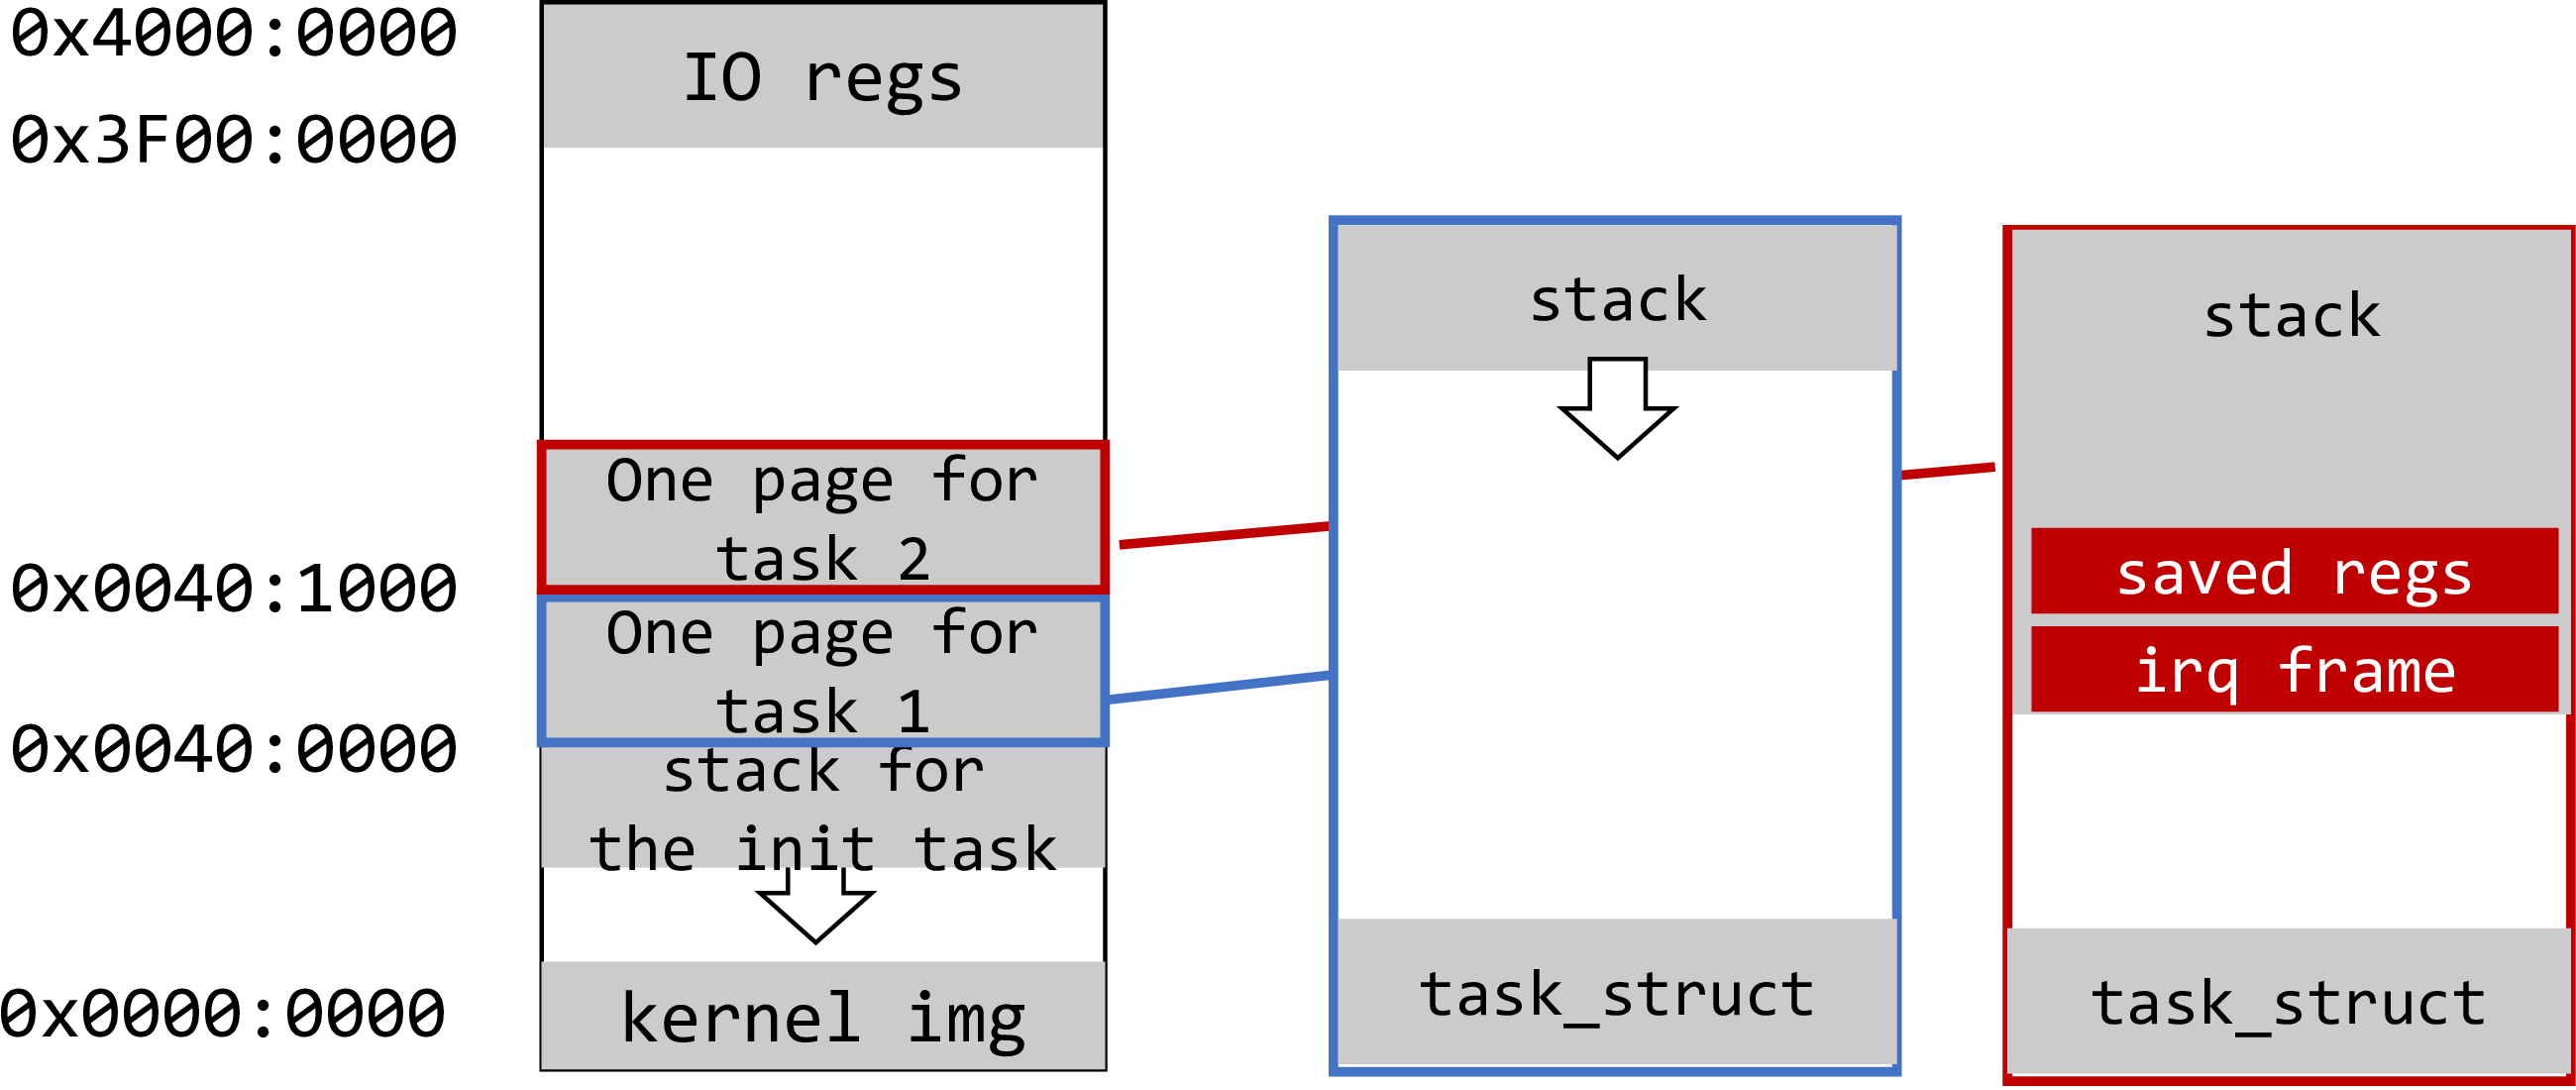 0x4000:0000
IO regs
0x3F00:0000
One page for
task 2
0x0040:1000
One page for
task 1
0x0040:0000
stack for
the init task
0x0000:0000
kernel img
stack
task_struct
stack
saved regs
irq frame
task_struct